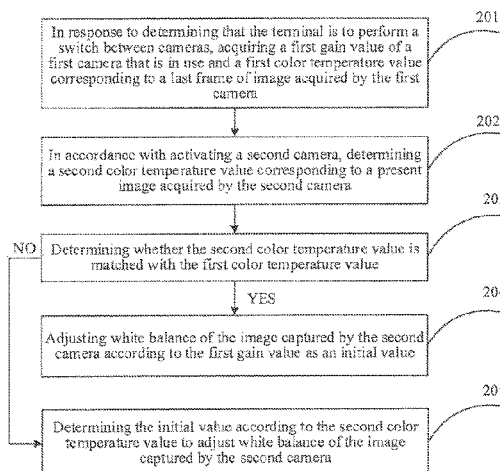 201
In response to determining that the terminal is to perform a
switch between cameras, acquiring a first gain value of a
first camera that is in use and a first color temperature value
corresponding to a last frame of image acquired by the first
camera
202
In accordance with activating a second camera, determining
a second color temperature value corresponding to a present
image acquired by the second camera
NO
Determining whether the second color temperature value is
matched with the first color temperature value
YES
Adjusting white balance of the image captured by the second
camera according to the first gain value as an initial value
Determining the initial value according to the second color
temperature value to adjust white balance of the image
captured by the second camera